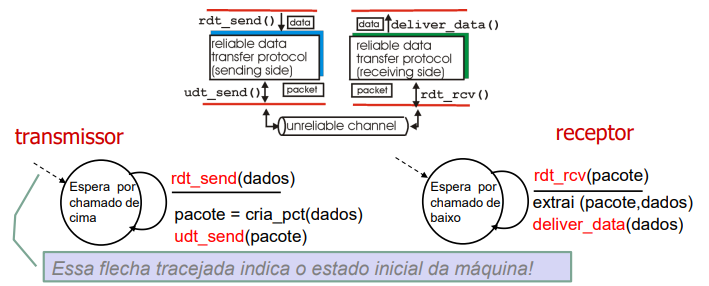 rdt_send()
data
data
deliver_data()
reliable data
transfer protocol
(sending side)
reliable data
transfer protocol
(receiving side)
udt_send()
packet
packet
rdt_rcv()
unreliable channel
transmissor
receptor
Espera por
chamado de
cima
rdt_send(dados)
pacote = cria_pct(dados)
udt_send(pacote)
Espera por
chamado de
baixo
rdt_rcv(pacote)
extrai (pacote,dados)
deliver_data(dados)
Essa flecha tracejada indica o estado inicial da máquina!